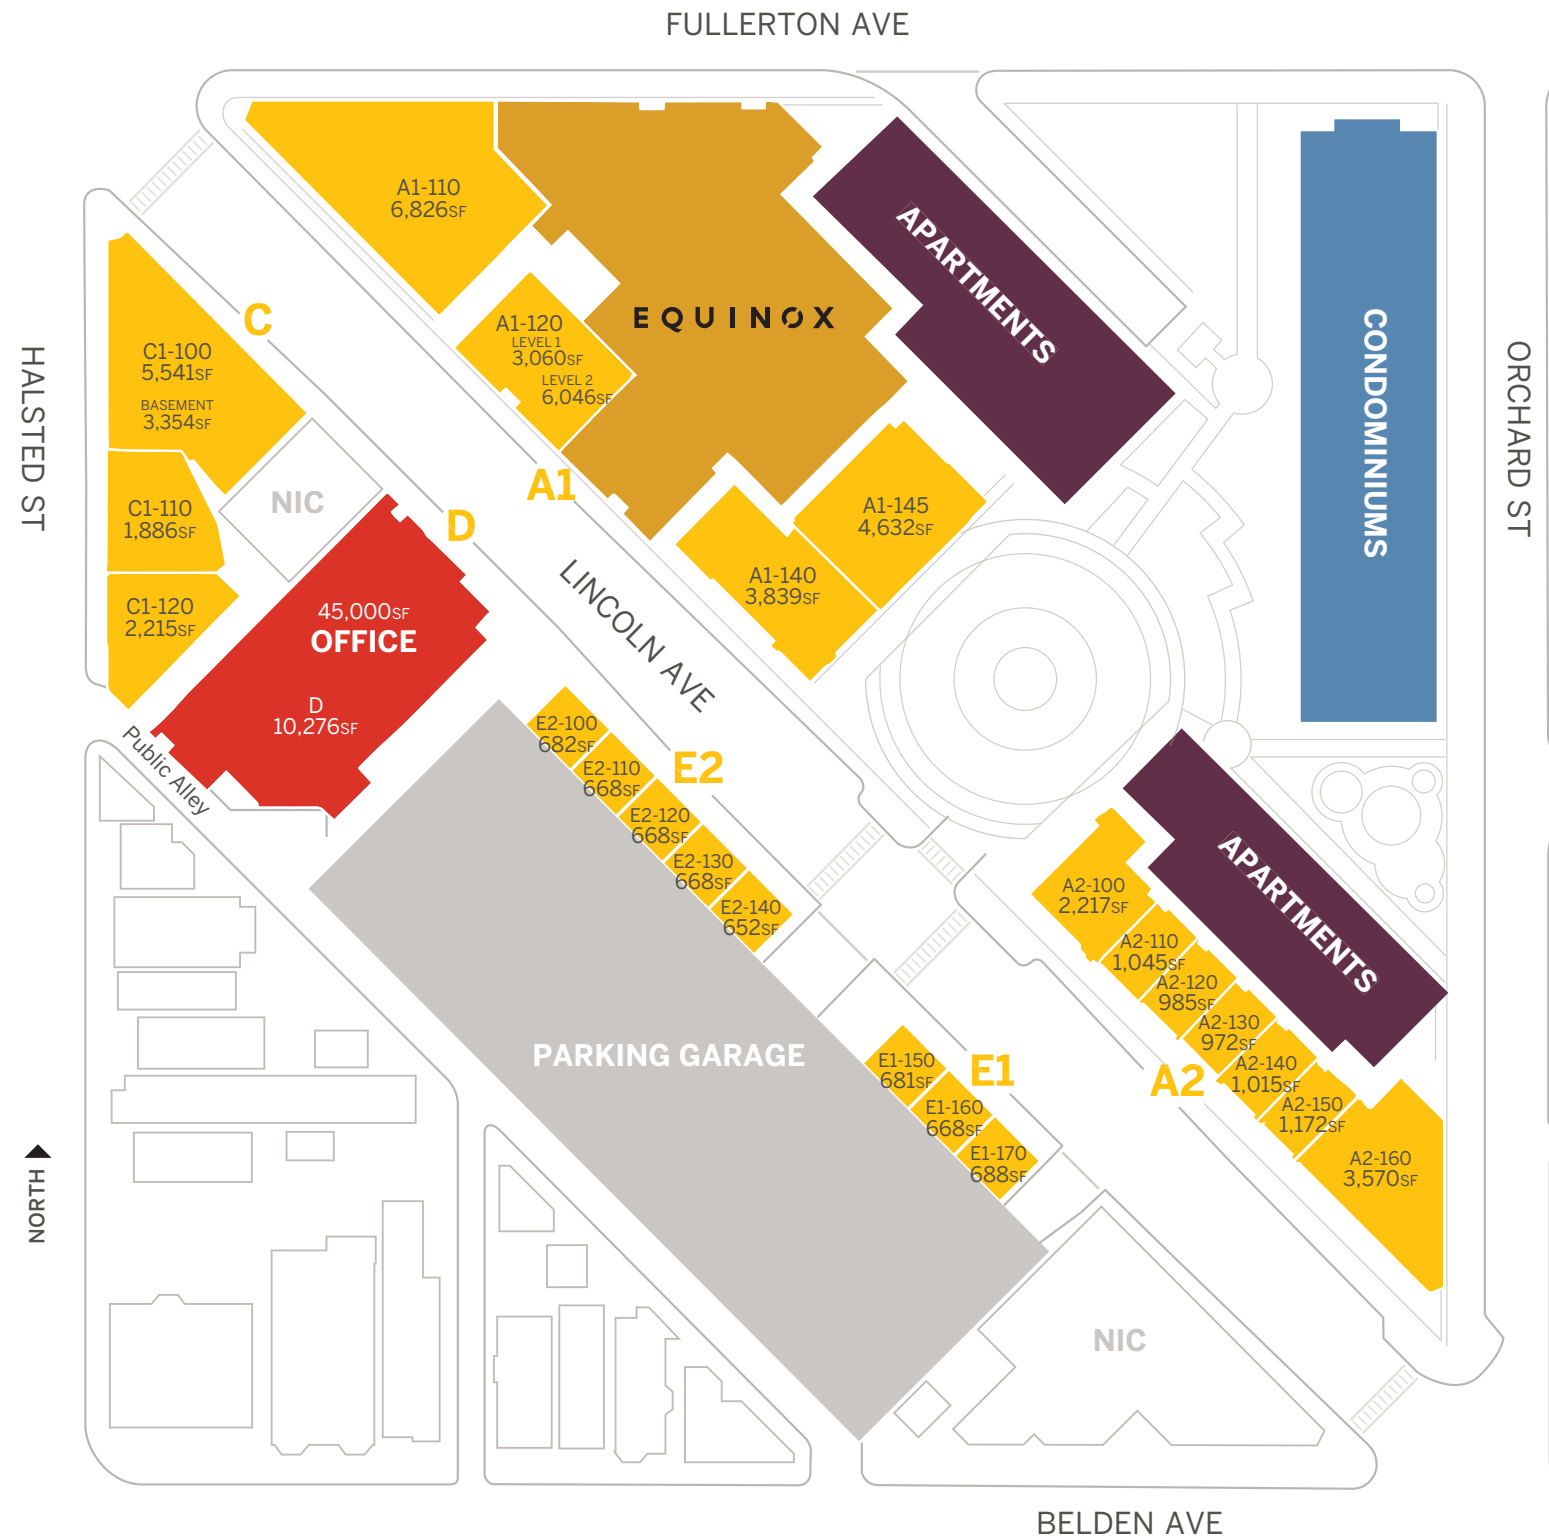 FULLERTON AVE
A1-110
6,826SF
EQUINOX
APARTMENTS
CONDOMINIUMS
HALSTED ST
ORCHARD ST
C
C1-100
5,541SF
BASEMENT
3,354SF
A1-120
LEVEL 1
3,060SF
LEVEL 2
6,046SF
A1
NIC
D
C1-110
1,886SF
A1-145
4,632SF
A1-140
3,839SF
LINCOLN AVE
C1-120
2,215SF
45,000SF
OFFICE
D
10,276SF
Public Alley
E2-100
682SF
E2-110
668SF
E2-120
668SF
E2-130
668SF
E2-140
652SF
E2
APARTMENTS
A2-100
2,217SF
A2-110
1,045SF
A2-120
985SF
A2-130
972SF
A2-140
1,015SF
A2-150
1,172SF
A2-160
3,570SF
A2
PARKING GARAGE
E1-150
681SF
E1-160
668SF
E1-170
688SF
E1
NORTH
NIC
BELDEN AVE